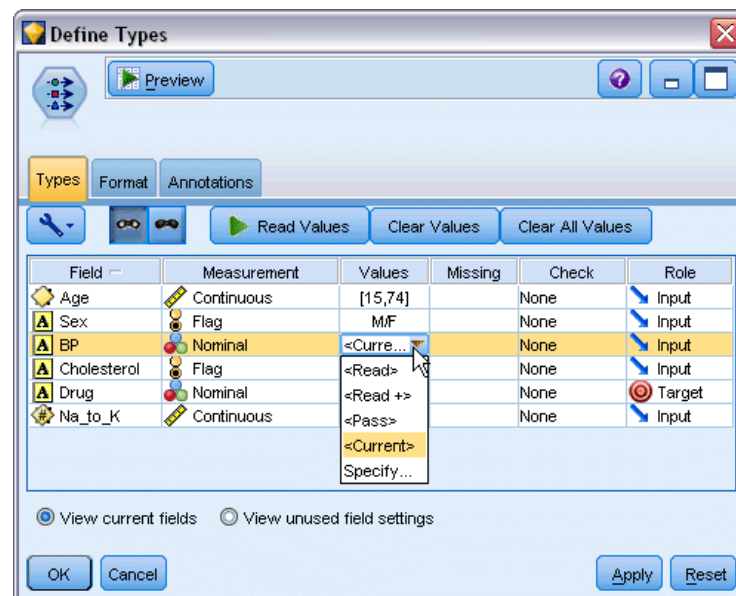 Define Types
Preview
Types Format Annotations
Read Values Clear Values Clear All Values
Field Measurement Values Missing Check Role
Age Continuous [15,74] None Input
A Sex Flag M/F None Input
A BP Nominal <Curre... None Input
A Cholesterol Flag <Read> None Input
A Drug Nominal <Read +> None Target
# Na_to_K Continuous <Pass> None Input
<Current>
Specify...
View current fields View unused field settings
OK Cancel Apply Reset